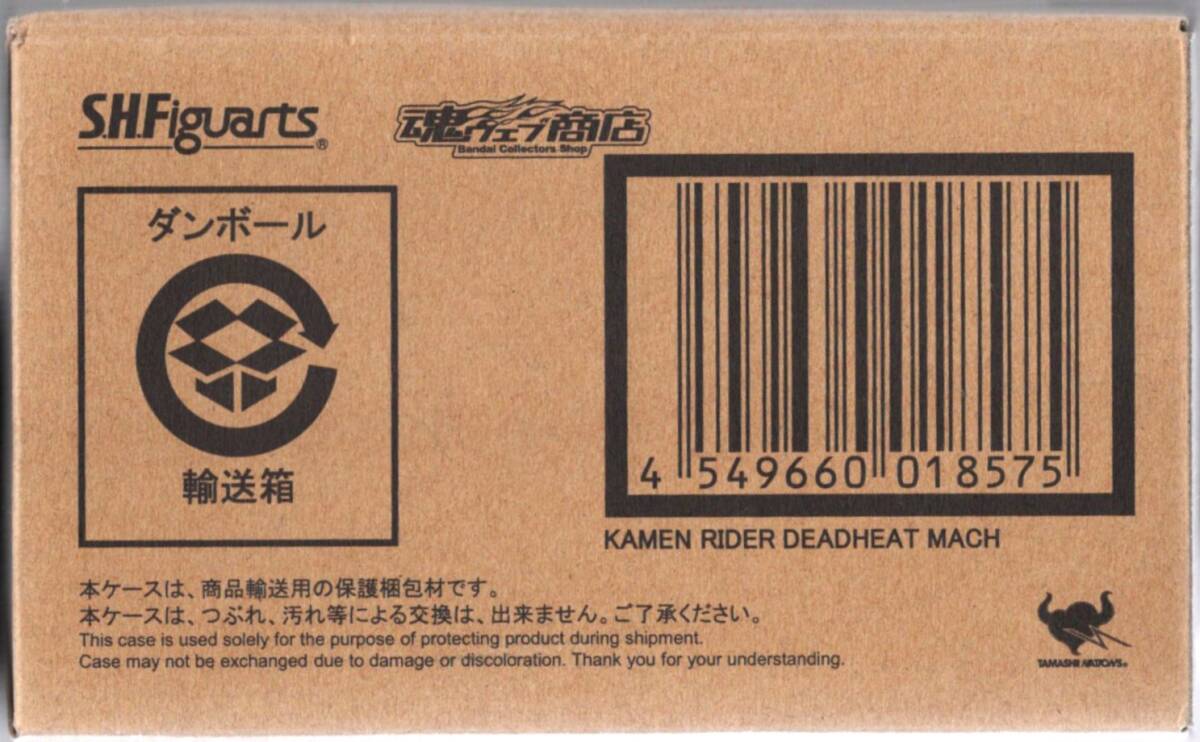 S.H.Figuarts®
魂ウェブ商店
Bandai Collectors Shop
ダンボール
輸送箱
4 549660 018575
KAMEN RIDER DEADHEAT MACH
本ケースは、商品輸送用の保護梱包材です。
本ケースは、つぶれ、汚れ等による交換は、出来ません。ご了承ください。
This case is used solely for the purpose of protecting product during shipment.
Case may not be exchanged due to damage or discoloration. Thank you for your understanding.
TAMASHII NATIONS®